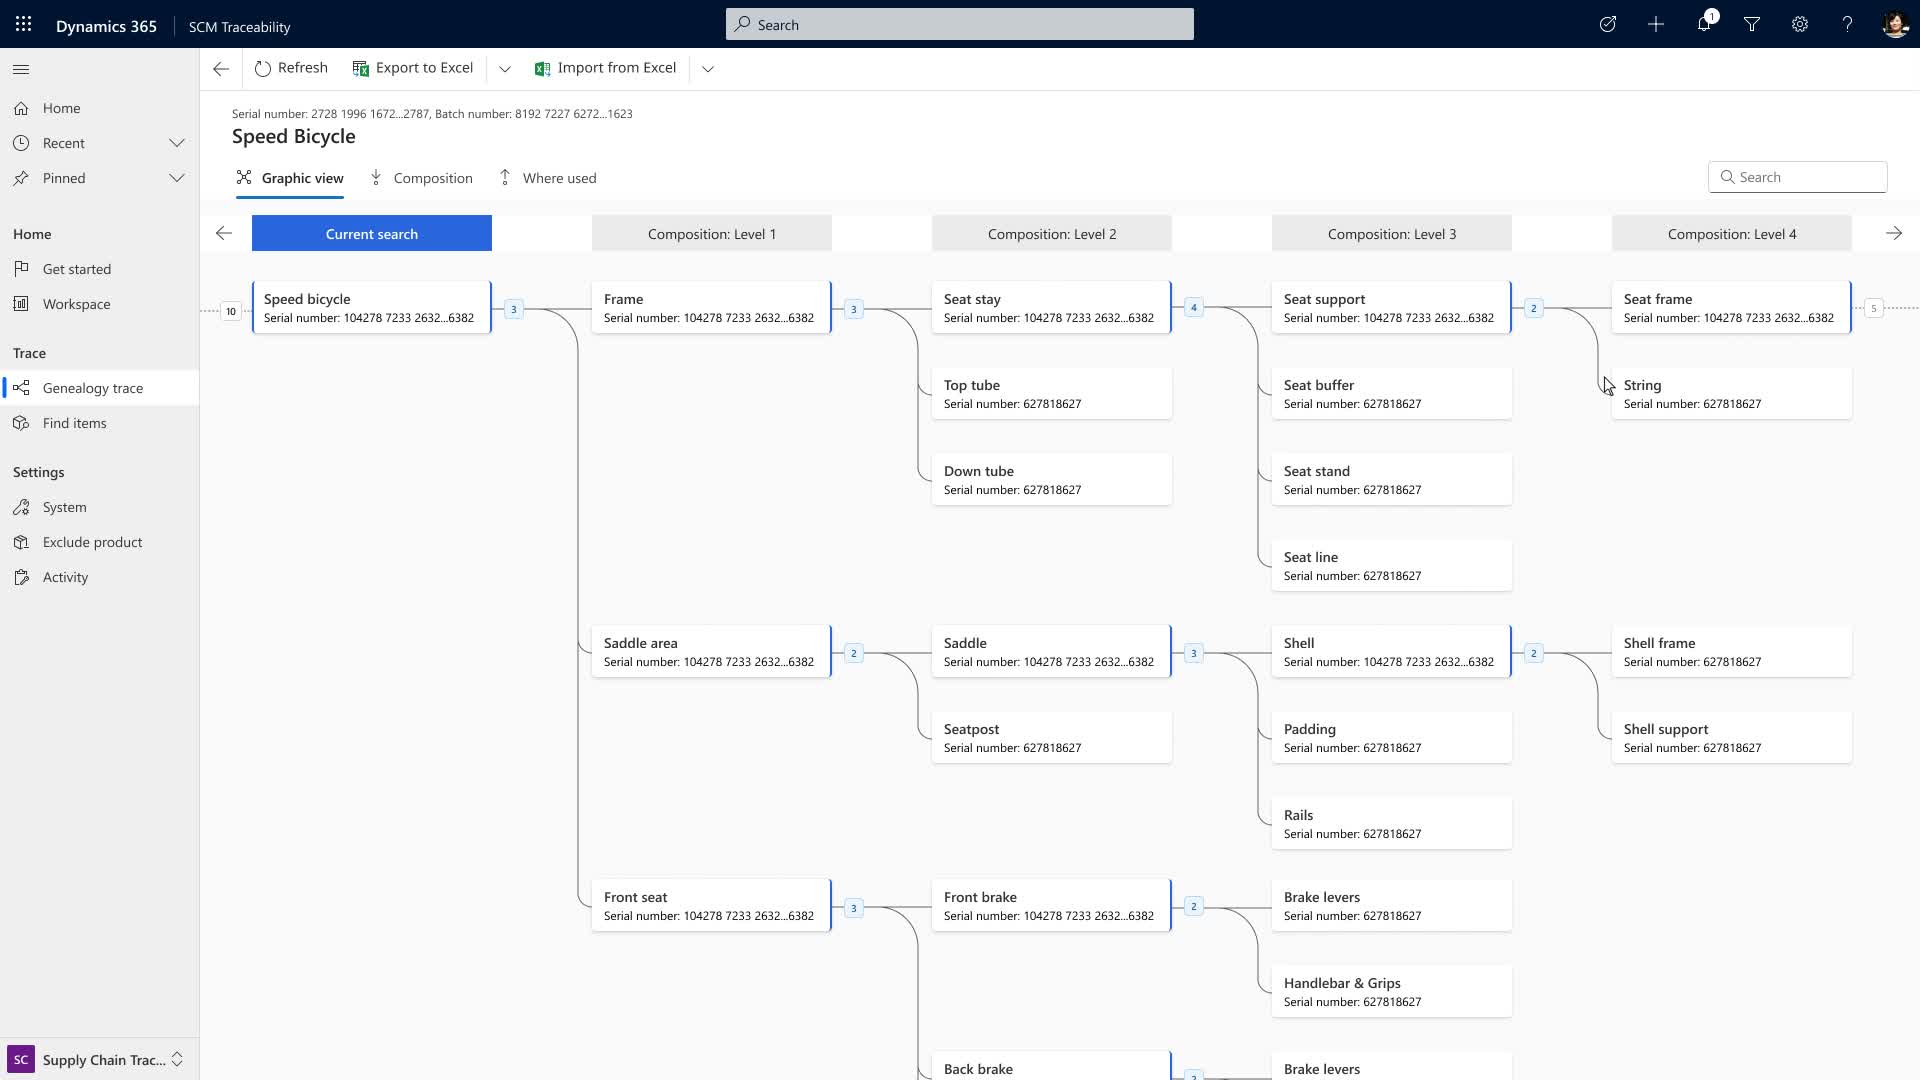 Dynamics 365
SCM Traceability
Search
1
Refresh
Export to Excel
Import from Excel
Home
Recent
Pinned
Home
Get started
Workspace
Trace
Genealogy trace
Find items
Settings
System
Exclude product
Activity
SC Supply Chain Trac...
Serial number: 2728 1996 1672...2787, Batch number: 8192 7227 6272...1623
Speed Bicycle
Graphic view
Composition
Where used
Search
Current search
Composition: Level 1
Composition: Level 2
Composition: Level 3
Composition: Level 4
10
Speed bicycle
Serial number: 104278 7233 2632...6382
3
Frame
Serial number: 104278 7233 2632...6382
3
Seat stay
Serial number: 104278 7233 2632...6382
4
Seat support
Serial number: 104278 7233 2632...6382
2
Seat frame
Serial number: 104278 7233 2632...6382
5
Top tube
Serial number: 627818627
Seat buffer
Serial number: 627818627
String
Serial number: 627818627
Down tube
Serial number: 627818627
Seat stand
Serial number: 627818627
Seat line
Serial number: 627818627
Saddle area
Serial number: 104278 7233 2632...6382
2
Saddle
Serial number: 104278 7233 2632...6382
3
Shell
Serial number: 104278 7233 2632...6382
2
Shell frame
Serial number: 627818627
Seatpost
Serial number: 627818627
Padding
Serial number: 627818627
Shell support
Serial number: 627818627
Rails
Serial number: 627818627
Front seat
Serial number: 104278 7233 2632...6382
3
Front brake
Serial number: 104278 7233 2632...6382
2
Brake levers
Serial number: 627818627
Handlebar & Grips
Serial number: 627818627
Back brake
Brake levers